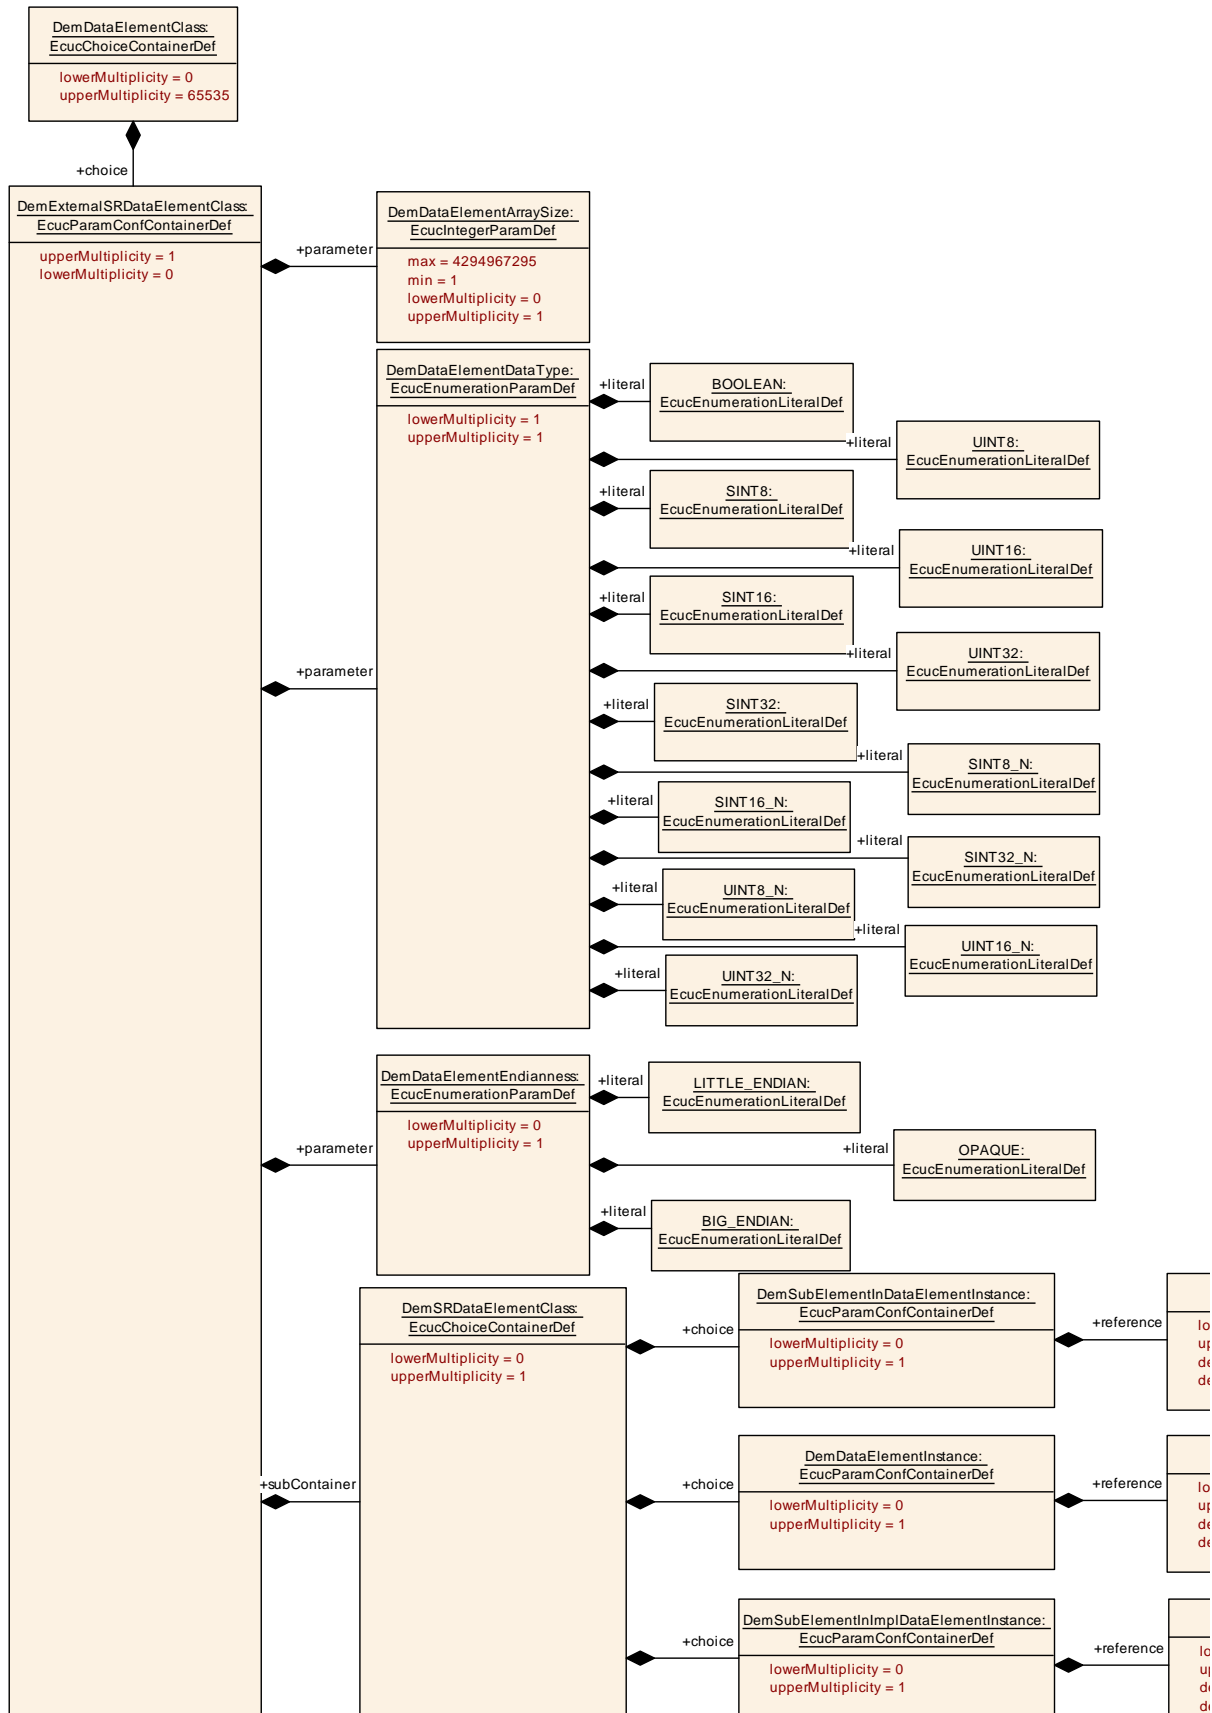 DemDataElementClass:
EcucChoiceContainerDef
lowerMultiplicity = 0
upperMultiplicity = 65535
+choice
DemExternalSRDataElementClass:
EcucParamConfContainerDef
upperMultiplicity = 1
lowerMultiplicity = 0
+parameter
DemDataElementArraySize:
EcucIntegerParamDef
max = 4294967295
min = 1
lowerMultiplicity = 0
upperMultiplicity = 1
+parameter
DemDataElementDataType:
EcucEnumerationParamDef
lowerMultiplicity = 1
upperMultiplicity = 1
+literal
BOOLEAN:
EcucEnumerationLiteralDef
+literal
UINT8:
EcucEnumerationLiteralDef
+literal
SINT8:
EcucEnumerationLiteralDef
+literal
UINT16:
EcucEnumerationLiteralDef
+literal
SINT16:
EcucEnumerationLiteralDef
+literal
UINT32:
EcucEnumerationLiteralDef
+literal
SINT32:
EcucEnumerationLiteralDef
+literal
SINT8_N:
EcucEnumerationLiteralDef
+literal
SINT16_N:
EcucEnumerationLiteralDef
+literal
SINT32_N:
EcucEnumerationLiteralDef
+literal
UINT8_N:
EcucEnumerationLiteralDef
+literal
UINT16_N:
EcucEnumerationLiteralDef
+literal
UINT32_N:
EcucEnumerationLiteralDef
+parameter
DemDataElementEndianness:
EcucEnumerationParamDef
lowerMultiplicity = 0
upperMultiplicity = 1
+literal
LITTLE_ENDIAN:
EcucEnumerationLiteralDef
+literal
OPAQUE:
EcucEnumerationLiteralDef
+literal
BIG_ENDIAN:
EcucEnumerationLiteralDef
+subContainer
DemSRDataElementClass:
EcucChoiceContainerDef
lowerMultiplicity = 0
upperMultiplicity = 1
+choice
DemSubElementInDataElementInstance:
EcucParamConfContainerDef
lowerMultiplicity = 0
upperMultiplicity = 1
+reference
+choice
DemDataElementInstance:
EcucParamConfContainerDef
lowerMultiplicity = 0
upperMultiplicity = 1
+reference
+choice
DemSubElementInImplDataElementInstance:
EcucParamConfContainerDef
lowerMultiplicity = 0
upperMultiplicity = 1
+reference